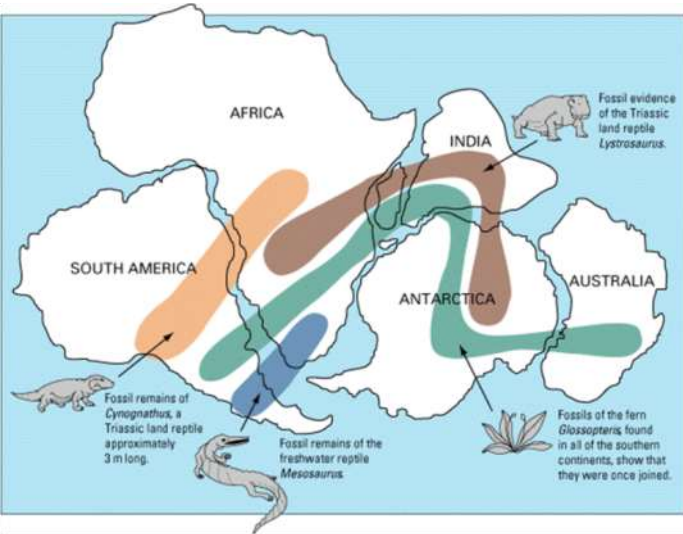 AFRICA
INDIA
Fossil evidence
of the Triassic
land reptile
Lystrosaurus.
SOUTH AMERICA
ANTARCTICA
AUSTRALIA
Fossil remains of
Cynognathus, a
Triassic land reptile
approximately
3 m long.
Fossil remains of the
freshwater reptile
Mesosaurus.
Fossils of the fern
Glossopteris, found
in all of the southern
continents, show that
they were once joined.